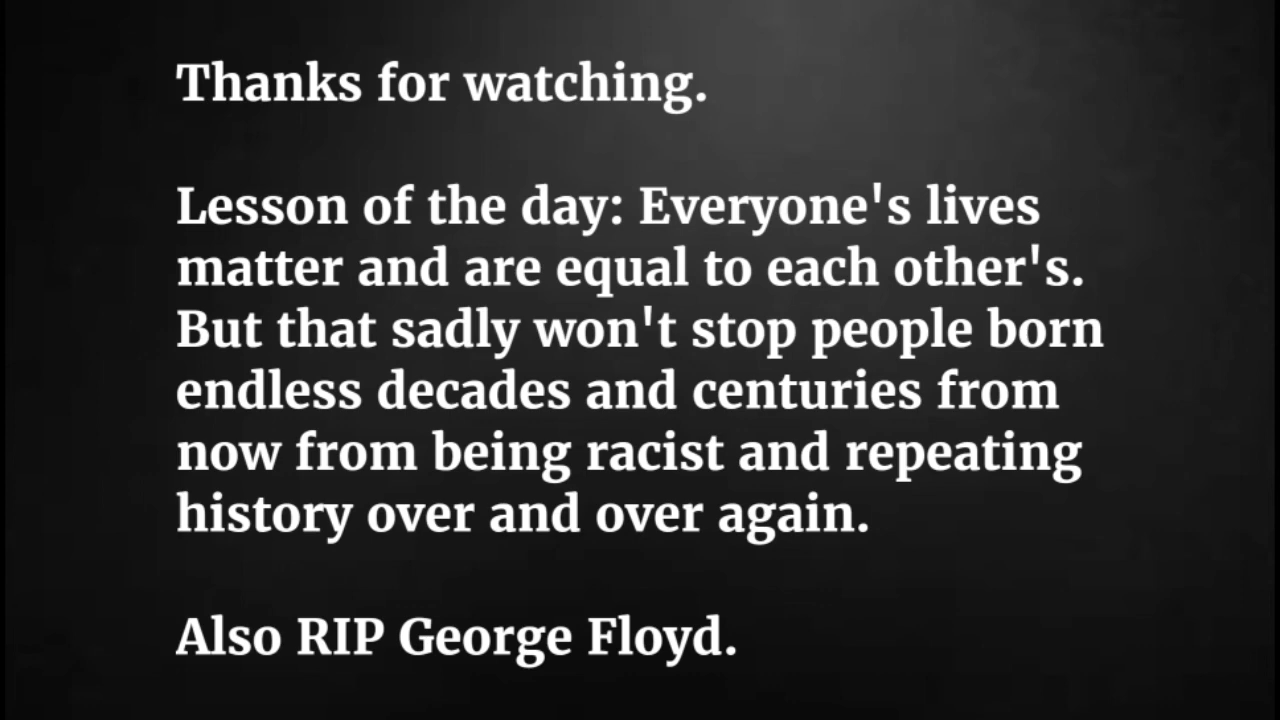 Thanks for watching.
Lesson of the day: Everyone's lives
matter and are equal to each other's.
But that sadly won't stop people born
endless decades and centuries from
now from being racist and repeating
history over and over again.
Also RIP George Floyd.